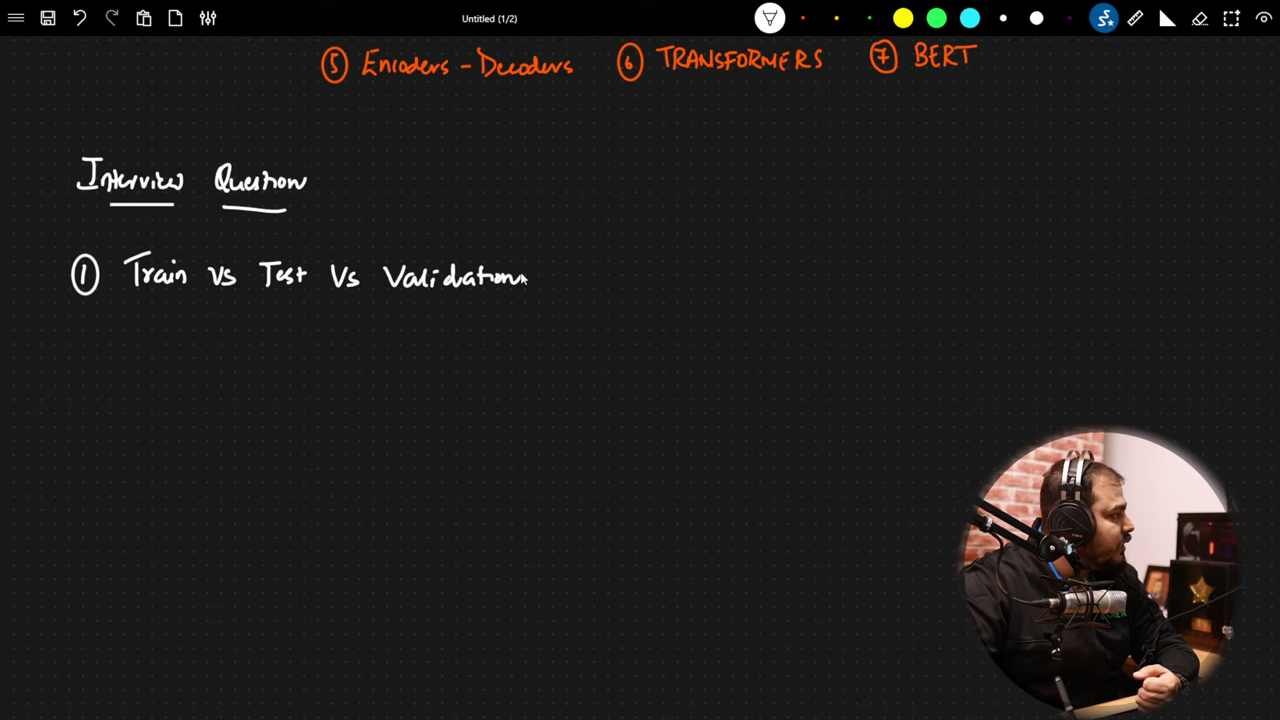 Untitled (1/2)
⑤ Encoders - Decoders ⑥ TRANSFORMERS ⑦ BERT
Interview Question
① Train vs Test Vs Validation